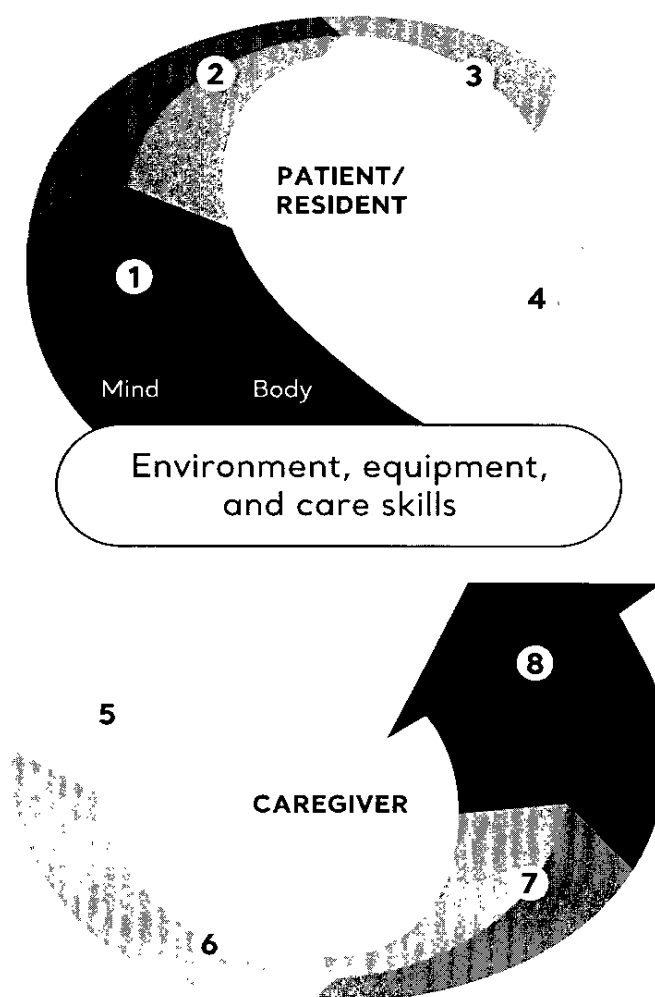 2
3
PATIENT/
RESIDENT
1
4
Mind Body
Environment, equipment,
and care skills
8
5
CAREGIVER
7
6